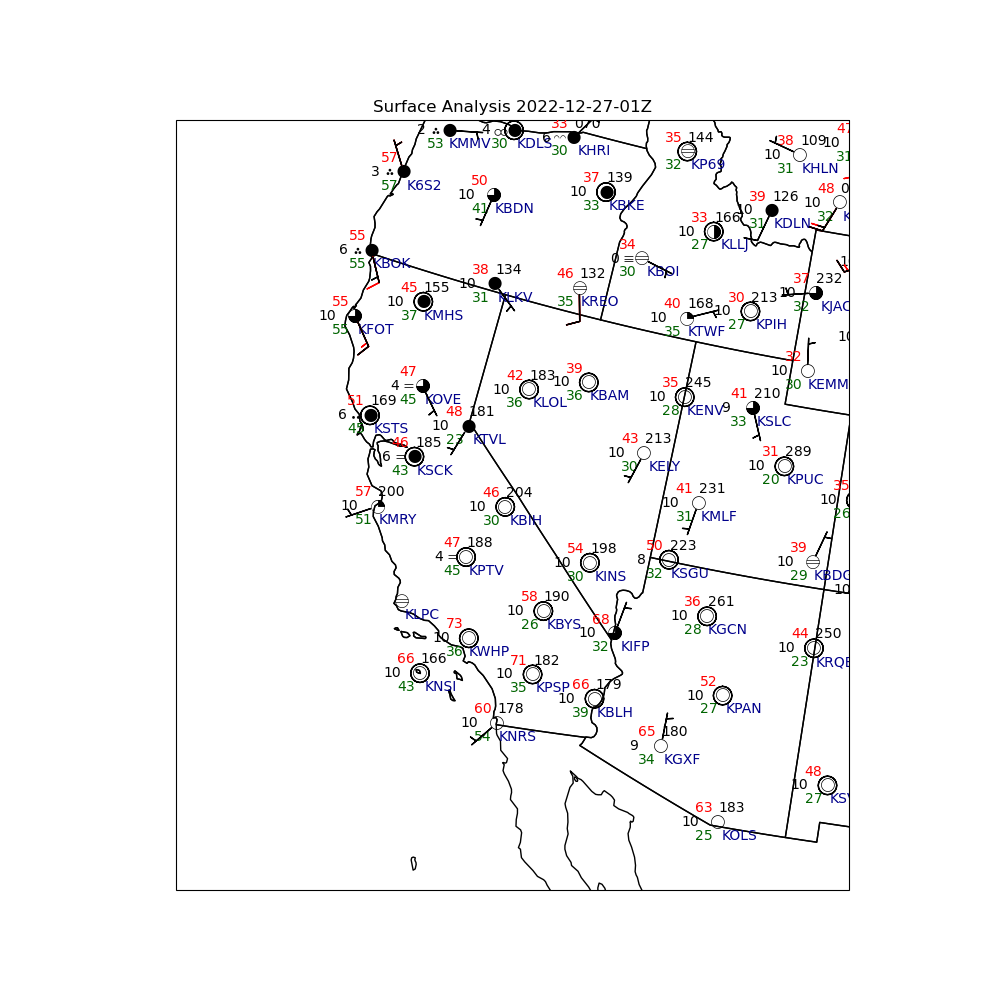 Surface Analysis 2022-12-27-01Z
2 53 KMMV
4 30 KDLS
33 070 6 30 KHRI
35 144 32 KP69
38 109 10 31 KHLN
47 10 31
57 3 57 K6S2
50 10 41 KBDN
37 139 10 33 KBKE
39 126 10 31 KDLN
48 0 10 32 K
33 166 10 27 KLLJ
55 6 55 KBOK
34 0 30 KBOI
38 134 10 31 KLKV
46 132 35 KREO
37 232 10 32 KJAC
45 155 10 37 KMHS
55 10 55 KFOT
40 168 10 35 KTWF
30 213 10 27 KPIH
10
32 10 30 KEMM
47 4 45 KOVE
42 183 10 36 KLOL
39 10 36 KBAM
35 245 10 28 KENV
41 210 9 33 KSLC
51 169 6 45 KSTS
48 181 10 23 KTVL
46 185 6 43 KSCK
43 213 10 30 KELY
31 289 10 20 KPUC
57 200 10 51 KMRY
46 204 10 30 KBIH
41 231 10 31 KMLF
35 10 26
47 188 4 45 KPTV
54 198 10 30 KINS
50 223 8 32 KSGU
39 10 29 KBDG
10
KLPC
58 190 10 26 KBYS
68 10 32 KIFP
36 261 10 28 KGCN
73 10 36 KWHP
44 250 10 23 KRQE
66 166 10 43 KNSI
71 182 10 35 KPSP
66 179 10 39 KBLH
52 10 27 KPAN
60 178 10 54 KNRS
65 180 9 34 KGXF
48 10 27 KSV
63 183 10 25 KOLS